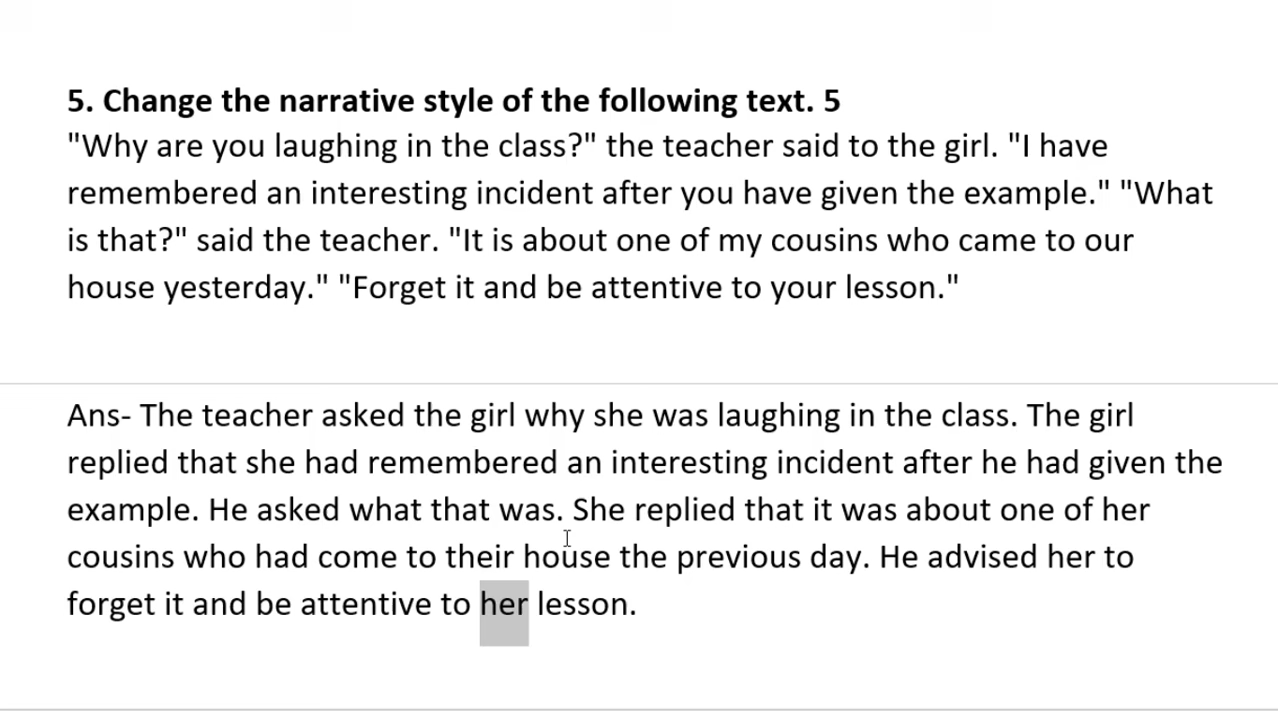 5. Change the narrative style of the following text. 5
"Why are you laughing in the class?" the teacher said to the girl. "I have
remembered an interesting incident after you have given the example." "What
is that?" said the teacher. "It is about one of my cousins who came to our
house yesterday." "Forget it and be attentive to your lesson."
Ans- The teacher asked the girl why she was laughing in the class. The girl
replied that she had remembered an interesting incident after he had given the
example. He asked what that was. She replied that it was about one of her
cousins who had come to their house the previous day. He advised her to
forget it and be attentive to her lesson.